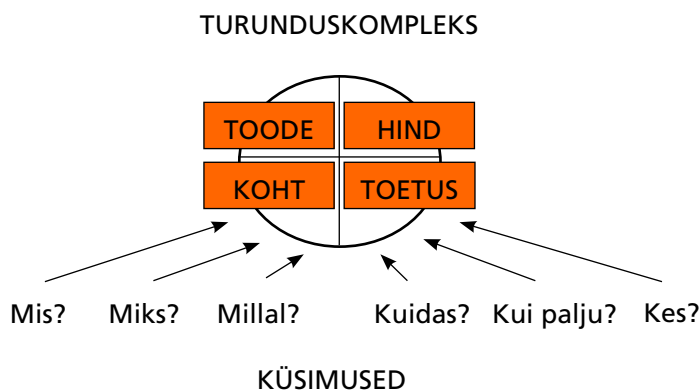 TURUNDUSKOMPLEKS
TOODE HIND
KOHT TOETUS
Mis? Miks? Millal? Kuidas? Kui palju? Kes?
KÜSIMUSED